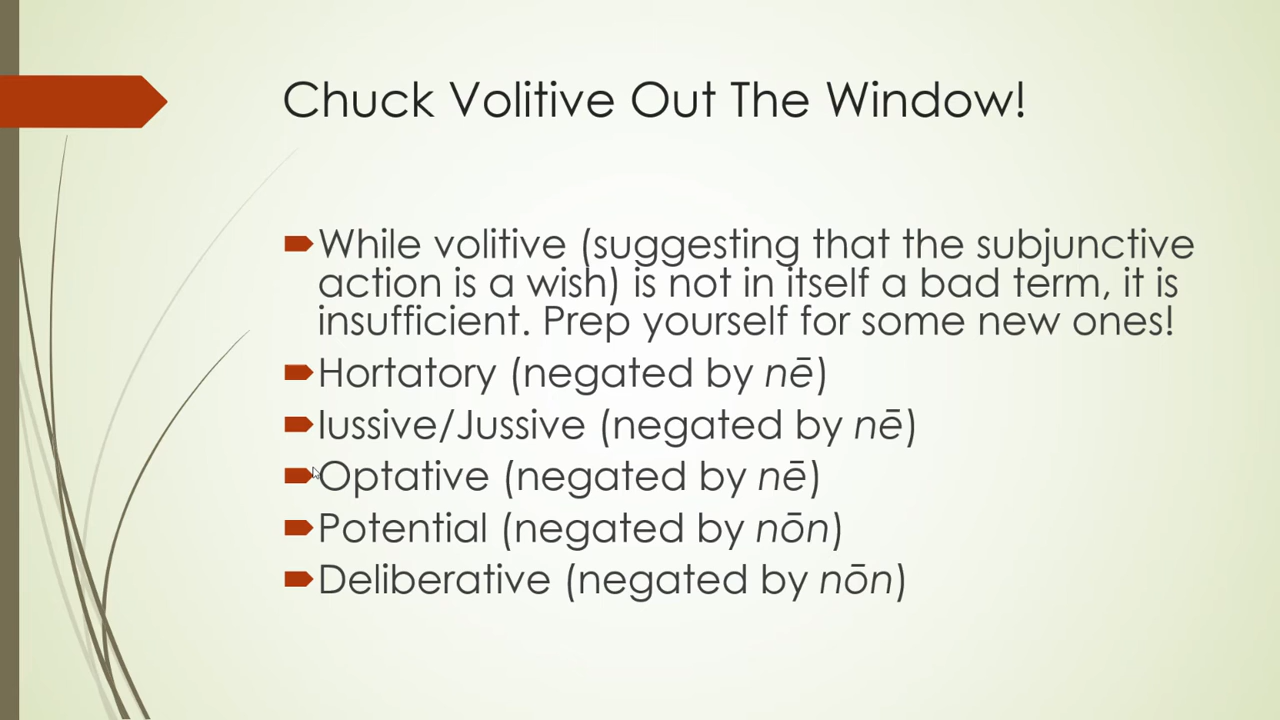 Chuck Volitive Out The Window!
While volitive (suggesting that the subjunctive
action is a wish) is not in itself a bad term, it is
insufficient. Prep yourself for some new ones!
Hortatory (negated by nē)
Iussive/Jussive (negated by nē)
Optative (negated by nē)
Potential (negated by nōn)
Deliberative (negated by nōn)